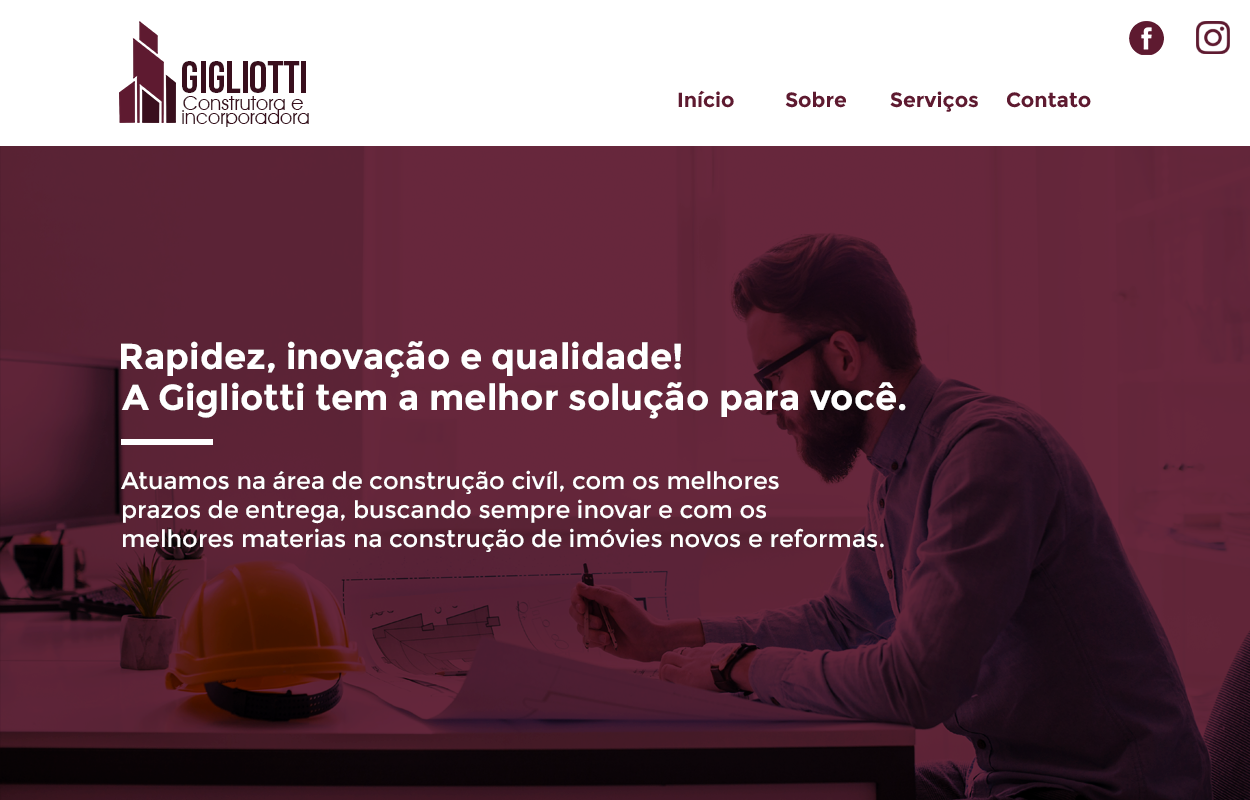 GIGLIOTTI
Construtora e
incorporadora
Início Sobre Serviços Contato
Rapidez, inovação e qualidade!
A Gigliotti tem a melhor solução para você.
Atuamos na área de construção civíl, com os melhores
prazos de entrega, buscando sempre inovar e com os
melhores materias na construção de imóvies novos e reformas.